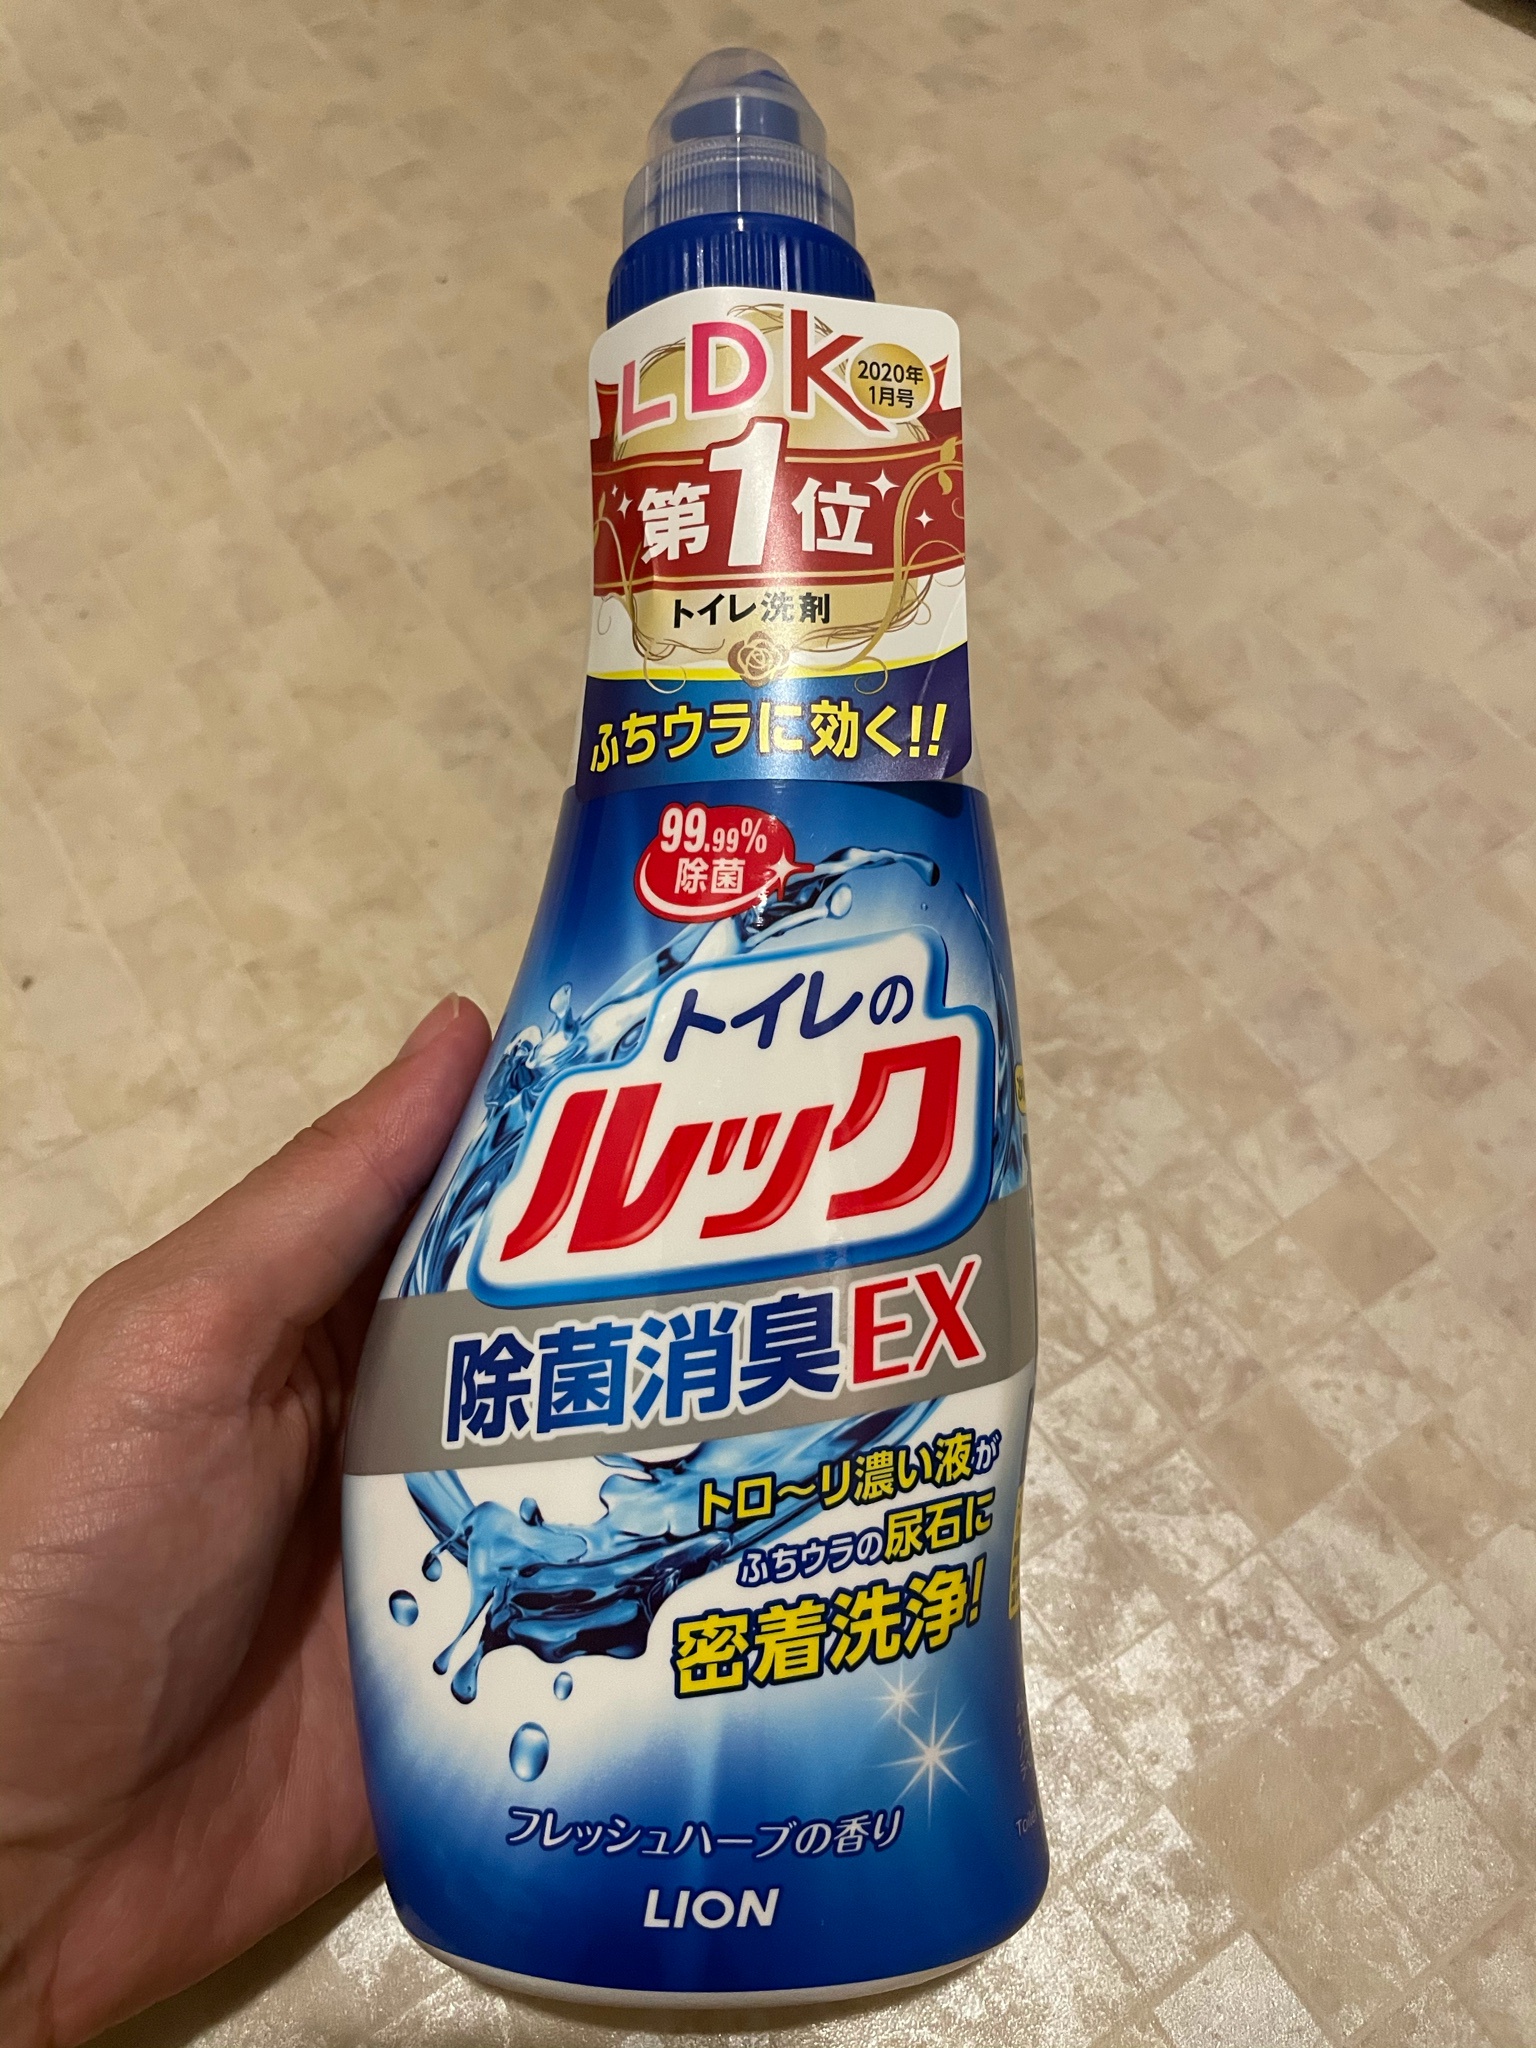 LDK
2020年
1月号
第1位
トイレ洗剤
ふちウラに効く!!
99.99%
除菌
トイレの
ルック
除菌消臭EX
トロ〜リ濃い液が
ふちウラの尿石に
密着洗浄!
フレッシュハーブの香り
LION